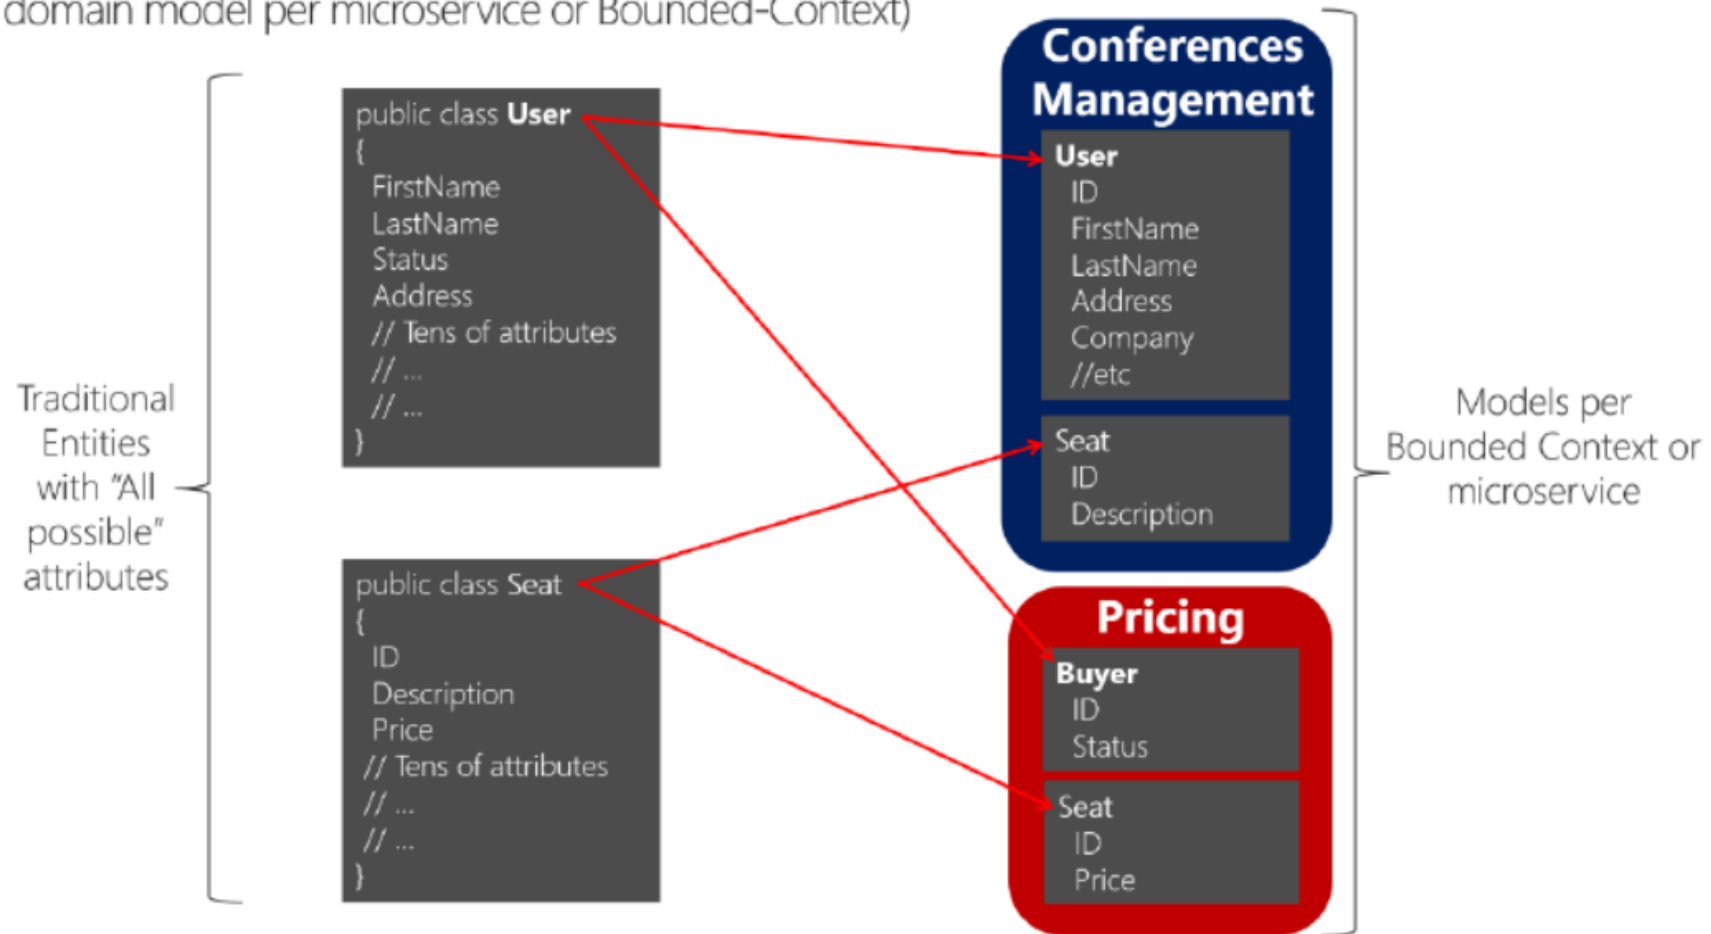 domain model per microservice or Bounded-Context)
Traditional
Entities
with "All
possible"
attributes
public class User
{
FirstName
LastName
Status
Address
// Tens of attributes
// ...
// ...
}
public class Seat
{
ID
Description
Price
// Tens of attributes
// ...
// ...
}
Conferences
Management
User
ID
FirstName
LastName
Address
Company
//etc
Seat
ID
Description
Pricing
Buyer
ID
Status
Seat
ID
Price
Models per
Bounded Context or
microservice